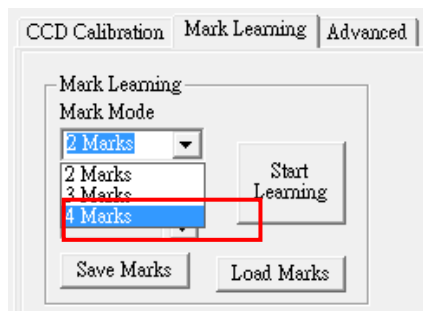 CCD Calibration Mark Learning Advanced
Mark Learning
Mark Mode
2 Marks
2 Marks
3 Marks
4 Marks
Start
Learning
Save Marks
Load Marks